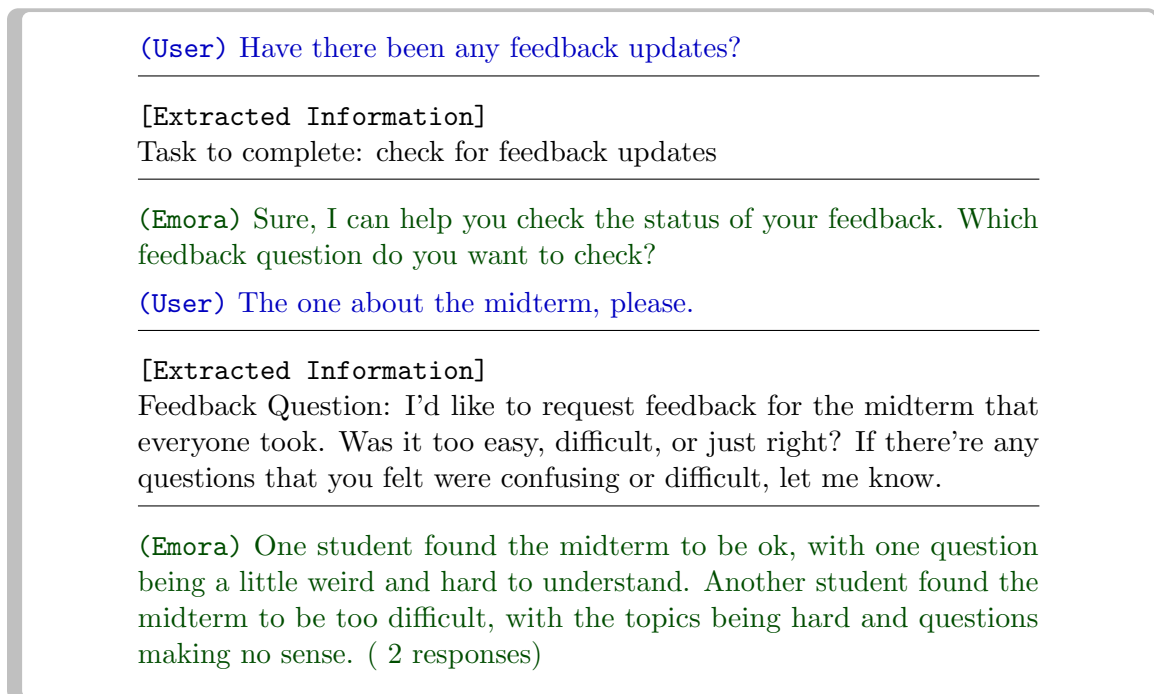 (User) Have there been any feedback updates?
[Extracted Information]
Task to complete: check for feedback updates
(Emora) Sure, I can help you check the status of your feedback. Which
feedback question do you want to check?
(User) The one about the midterm, please.
[Extracted Information]
Feedback Question: I'd like to request feedback for the midterm that
everyone took. Was it too easy, difficult, or just right? If there're any
questions that you felt were confusing or difficult, let me know.
(Emora) One student found the midterm to be ok, with one question
being a little weird and hard to understand. Another student found the
midterm to be too difficult, with the topics being hard and questions
making no sense. ( 2 responses)